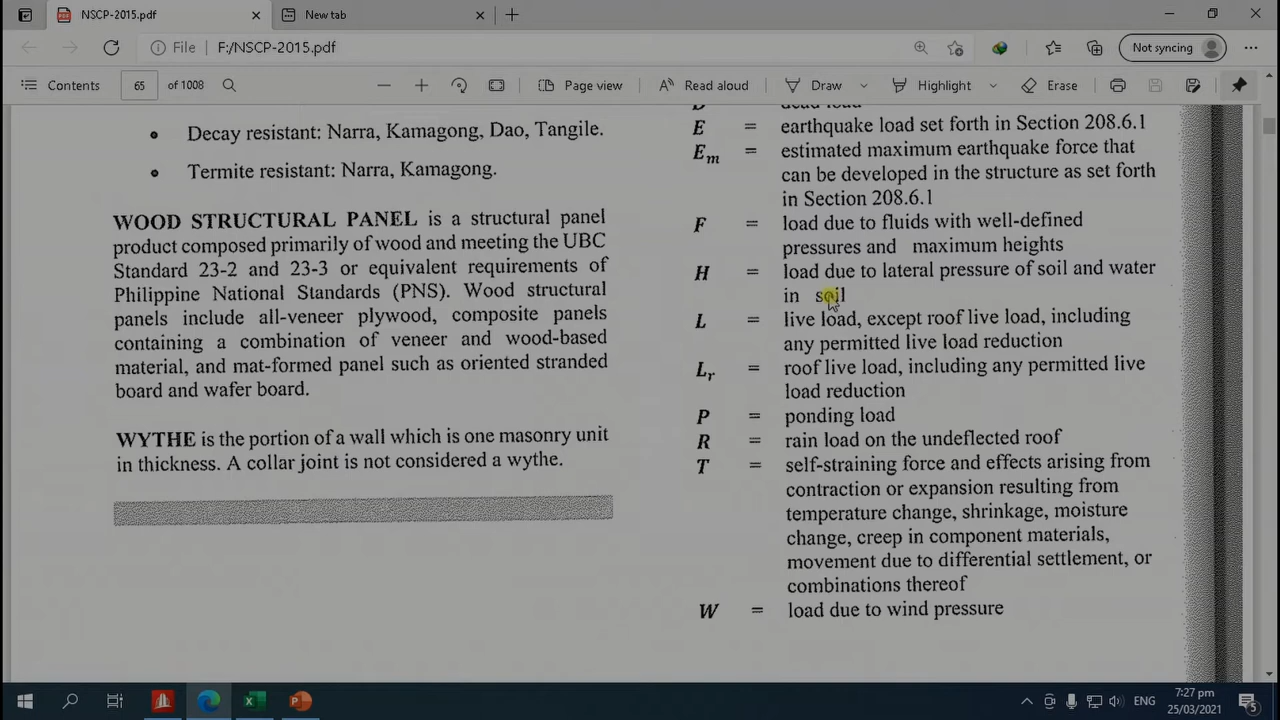 NSCP-2015.pdf
New tab
File
F:/NSCP-2015.pdf
Not syncing
Contents
65
of 1008
Page view
Read aloud
Draw
Highlight
Erase
• Decay resistant: Narra, Kamagong, Dao, Tangile.
• Termite resistant: Narra, Kamagong.
WOOD STRUCTURAL PANEL is a structural panel
product composed primarily of wood and meeting the UBC
Standard 23-2 and 23-3 or equivalent requirements of
Philippine National Standards (PNS). Wood structural
panels include all-veneer plywood, composite panels
containing a combination of veneer and wood-based
material, and mat-formed panel such as oriented stranded
board and wafer board.
WYTHE is the portion of a wall which is one masonry unit
in thickness. A collar joint is not considered a wythe.
D = dead load
E = earthquake load set forth in Section 208.6.1
Em = estimated maximum earthquake force that
can be developed in the structure as set forth
in Section 208.6.1
F = load due to fluids with well-defined
pressures and maximum heights
H = load due to lateral pressure of soil and water
in soil
L = live load, except roof live load, including
any permitted live load reduction
Lr = roof live load, including any permitted live
load reduction
P = ponding load
R = rain load on the undeflected roof
T = self-straining force and effects arising from
contraction or expansion resulting from
temperature change, shrinkage, moisture
change, creep in component materials,
movement due to differential settlement, or
combinations thereof
W = load due to wind pressure
ENG
7:27 pm
25/03/2021
5